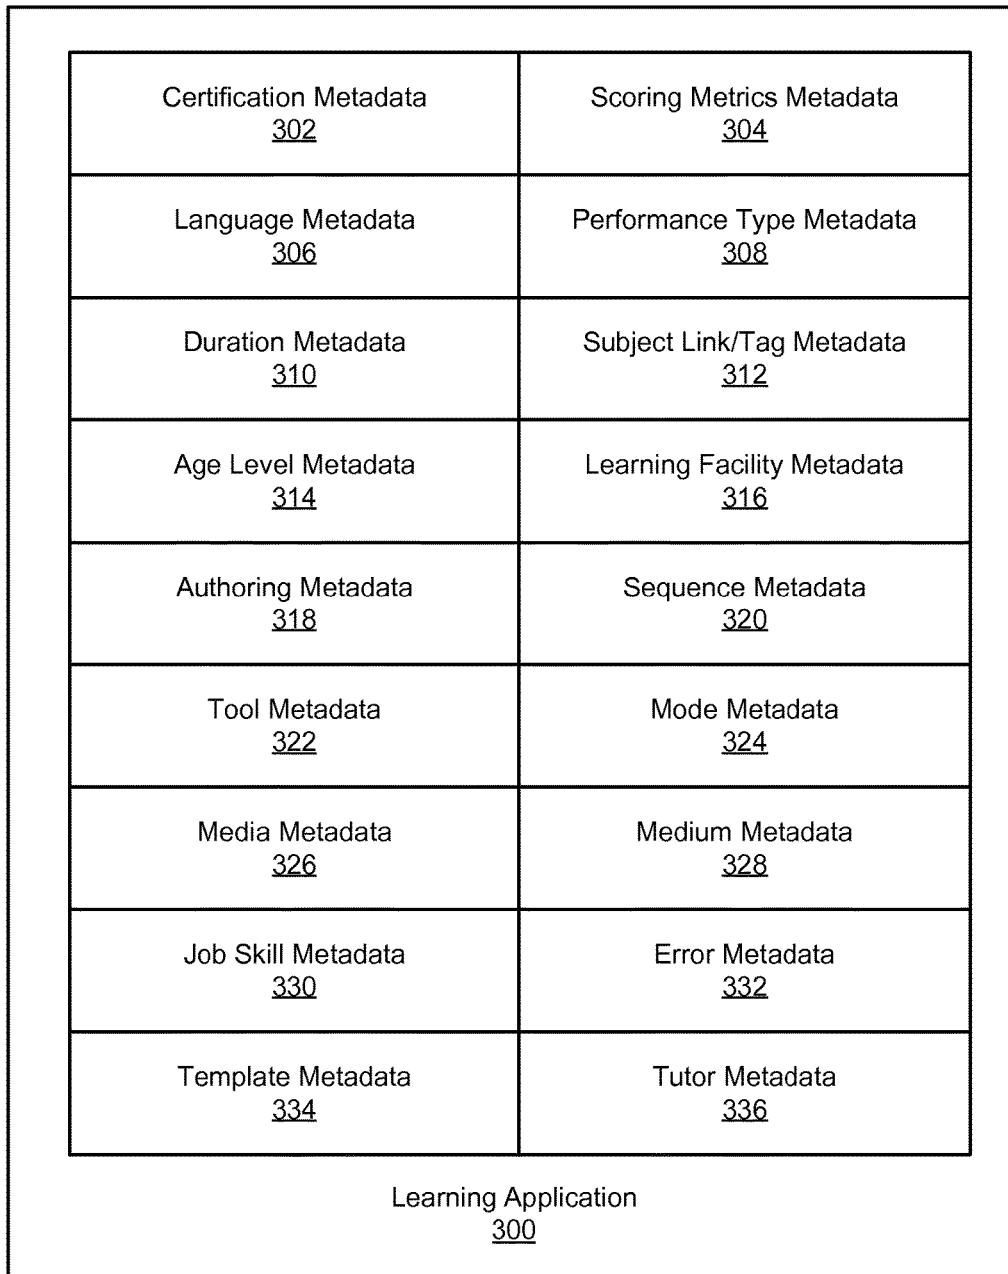 Certification Metadata
302
Scoring Metrics Metadata
304
Language Metadata
306
Performance Type Metadata
308
Duration Metadata
310
Subject Link/Tag Metadata
312
Age Level Metadata
314
Learning Facility Metadata
316
Authoring Metadata
318
Sequence Metadata
320
Tool Metadata
322
Mode Metadata
324
Media Metadata
326
Medium Metadata
328
Job Skill Metadata
330
Error Metadata
332
Template Metadata
334
Tutor Metadata
336
Learning Application
300